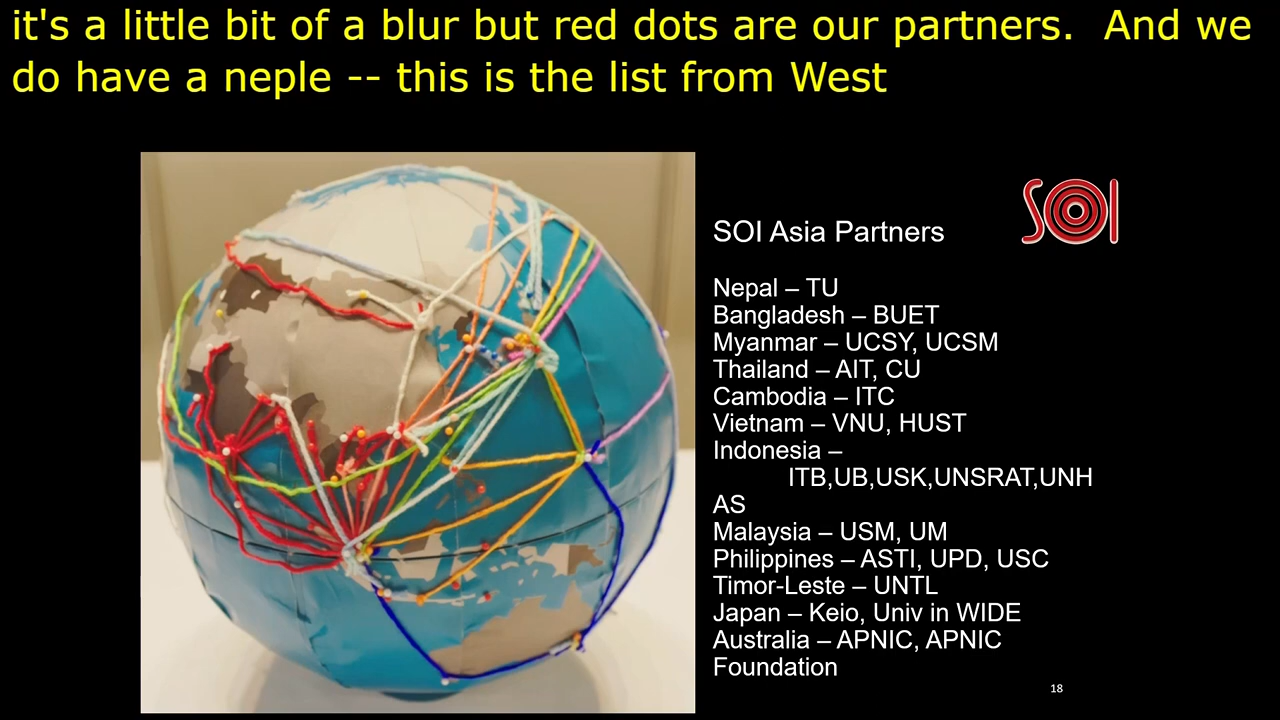 it's a little bit of a blur but red dots are our partners.  And we
do have a neple -- this is the list from West
SOI
SOI Asia Partners
Nepal – TU
Bangladesh – BUET
Myanmar – UCSY, UCSM
Thailand – AIT, CU
Cambodia – ITC
Vietnam – VNU, HUST
Indonesia –
ITB,UB,USK,UNSRAT,UNH
AS
Malaysia – USM, UM
Philippines – ASTI, UPD, USC
Timor-Leste – UNTL
Japan – Keio, Univ in WIDE
Australia – APNIC, APNIC
Foundation
18